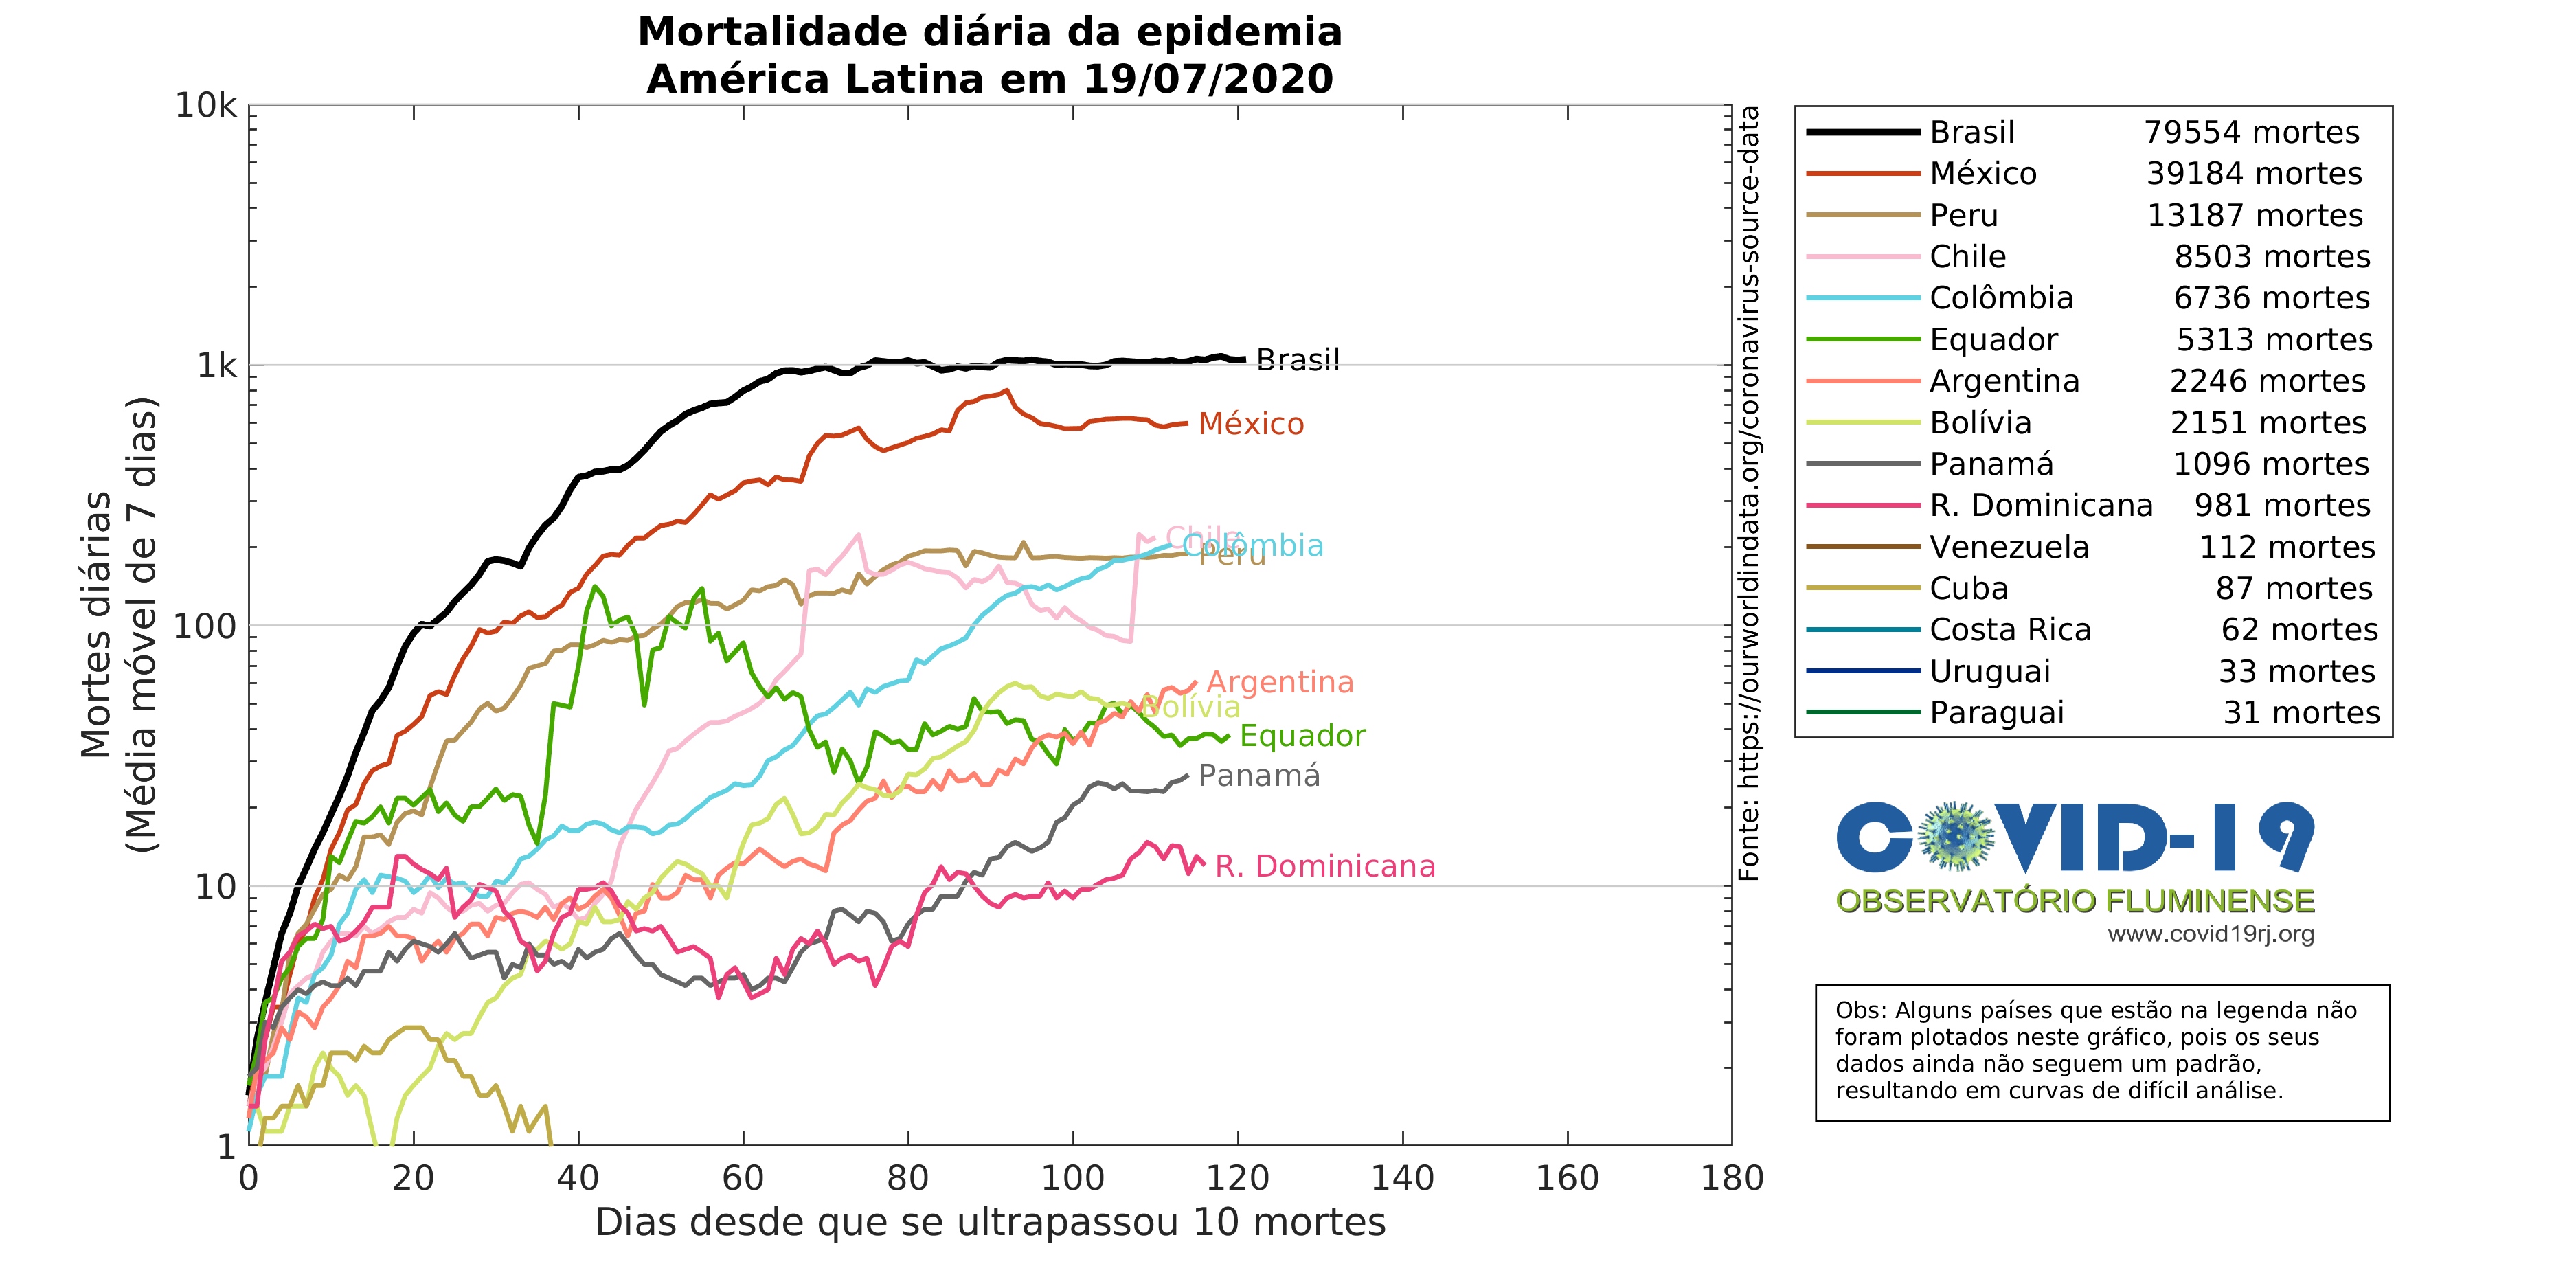 Mortalidade diária da epidemia
América Latina em 19/07/2020
Mortes diárias
(Média móvel de 7 dias)
10k
1k
100
10
1
0 20 40 60 80 100 120 140 160 180
Dias desde que se ultrapassou 10 mortes
Brasil
México
Chile
Colômbia
Peru
Argentina
Bolívia
Equador
Panamá
R. Dominicana
Fonte: https://ourworldindata.org/coronavirus-source-data
Brasil 79554 mortes
México 39184 mortes
Peru 13187 mortes
Chile 8503 mortes
Colômbia 6736 mortes
Equador 5313 mortes
Argentina 2246 mortes
Bolívia 2151 mortes
Panamá 1096 mortes
R. Dominicana 981 mortes
Venezuela 112 mortes
Cuba 87 mortes
Costa Rica 62 mortes
Uruguai 33 mortes
Paraguai 31 mortes
COVID-19
OBSERVATÓRIO FLUMINENSE
www.covid19rj.org
Obs: Alguns países que estão na legenda não
foram plotados neste gráfico, pois os seus
dados ainda não seguem um padrão,
resultando em curvas de difícil análise.